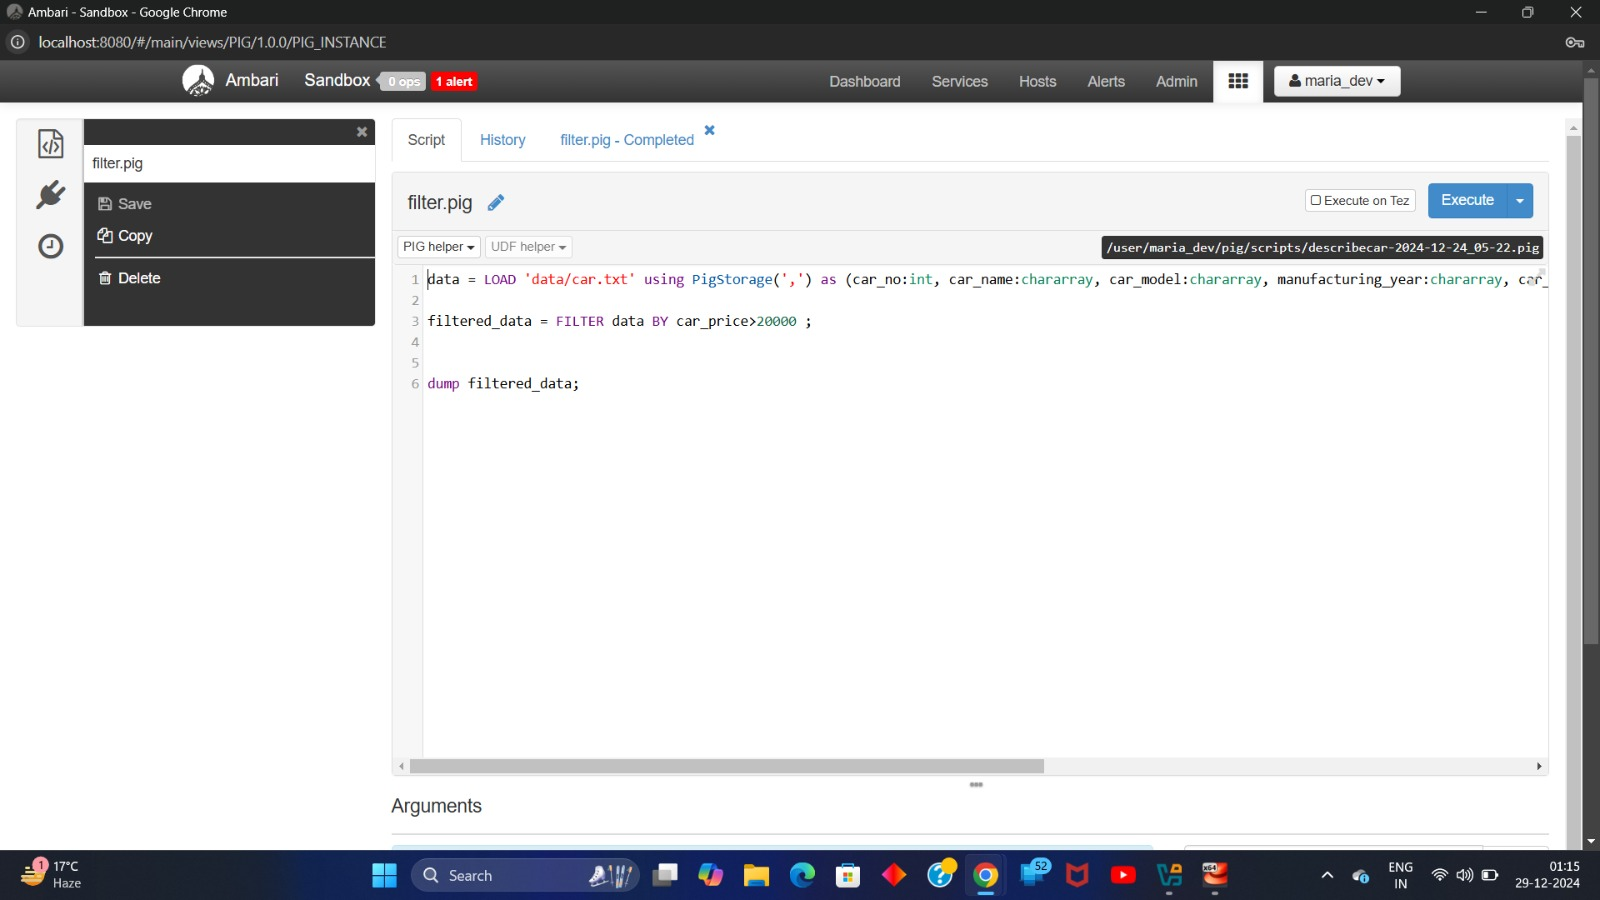 Ambari - Sandbox - Google Chrome
localhost:8080/#/main/views/PIG/1.0.0/PIG_INSTANCE
Ambari Sandbox 0 ops 1 alert Dashboard Services Hosts Alerts Admin maria_dev
Script History filter.pig - Completed
filter.pig
Save
Copy
Delete
filter.pig Execute on Tez Execute
PIG helper UDF helper /user/maria_dev/pig/scripts/describecar-2024-12-24_05-22.pig
1 data = LOAD 'data/car.txt' using PigStorage(',') as (car_no:int, car_name:chararray, car_model:chararray, manufacturing_year:chararray, car_
2
3 filtered_data = FILTER data BY car_price>20000 ;
4
5
6 dump filtered_data;
Arguments
1 17°C
Haze
Search
52
X64
ENG
IN
01:15
29-12-2024